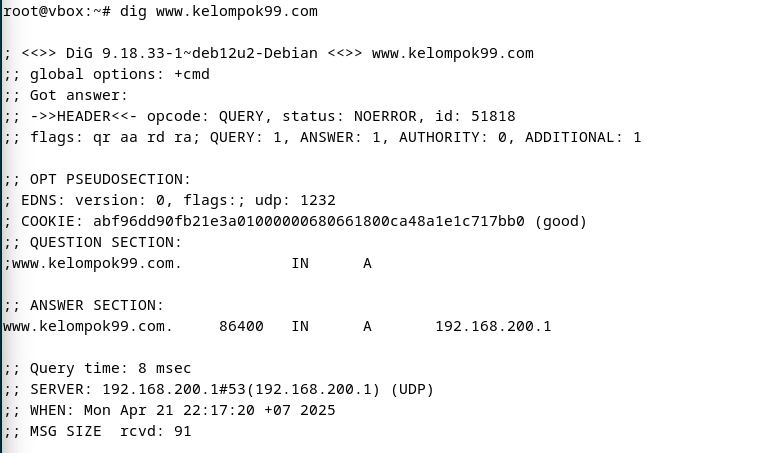 root@vbox:~# dig www.kelompok99.com
; <<>> DiG 9.18.33-1~deb12u2-Debian <<>> www.kelompok99.com
;; global options: +cmd
;; Got answer:
;; ->>HEADER<<- opcode: QUERY, status: NOERROR, id: 51818
;; flags: qr aa rd ra; QUERY: 1, ANSWER: 1, AUTHORITY: 0, ADDITIONAL: 1
;; OPT PSEUDOSECTION:
; EDNS: version: 0, flags:; udp: 1232
; COOKIE: abf96dd90fb21e3a01000000680661800ca48a1e1c717bb0 (good)
;; QUESTION SECTION:
;www.kelompok99.com. IN A
;; ANSWER SECTION:
www.kelompok99.com. 86400 IN A 192.168.200.1
;; Query time: 8 msec
;; SERVER: 192.168.200.1#53(192.168.200.1) (UDP)
;; WHEN: Mon Apr 21 22:17:20 +07 2025
;; MSG SIZE rcvd: 91